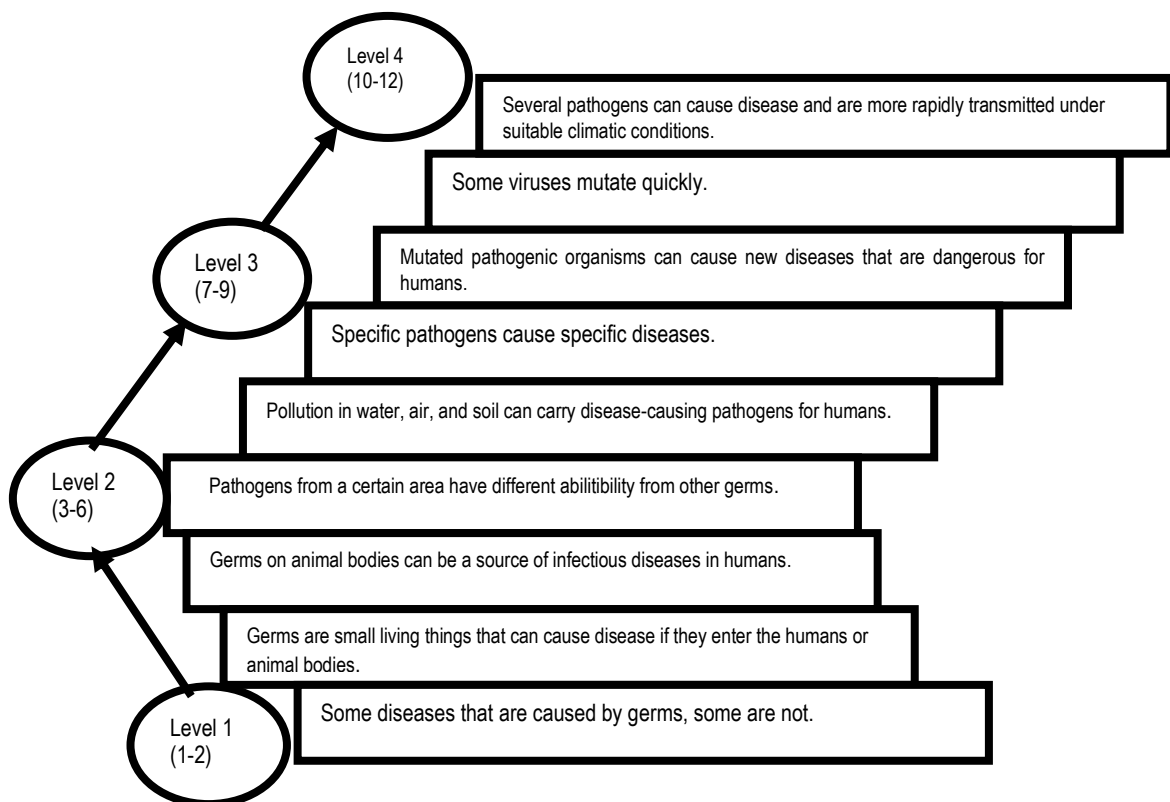 Level 4
(10-12)
Several pathogens can cause disease and are more rapidly transmitted under
suitable climatic conditions.
Some viruses mutate quickly.
Level 3
(7-9)
Mutated pathogenic organisms can cause new diseases that are dangerous for
humans.
Specific pathogens cause specific diseases.
Pollution in water, air, and soil can carry disease-causing pathogens for humans.
Level 2
(3-6)
Pathogens from a certain area have different abilitibility from other germs.
Germs on animal bodies can be a source of infectious diseases in humans.
Germs are small living things that can cause disease if they enter the humans or
animal bodies.
Level 1
(1-2)
Some diseases that are caused by germs, some are not.